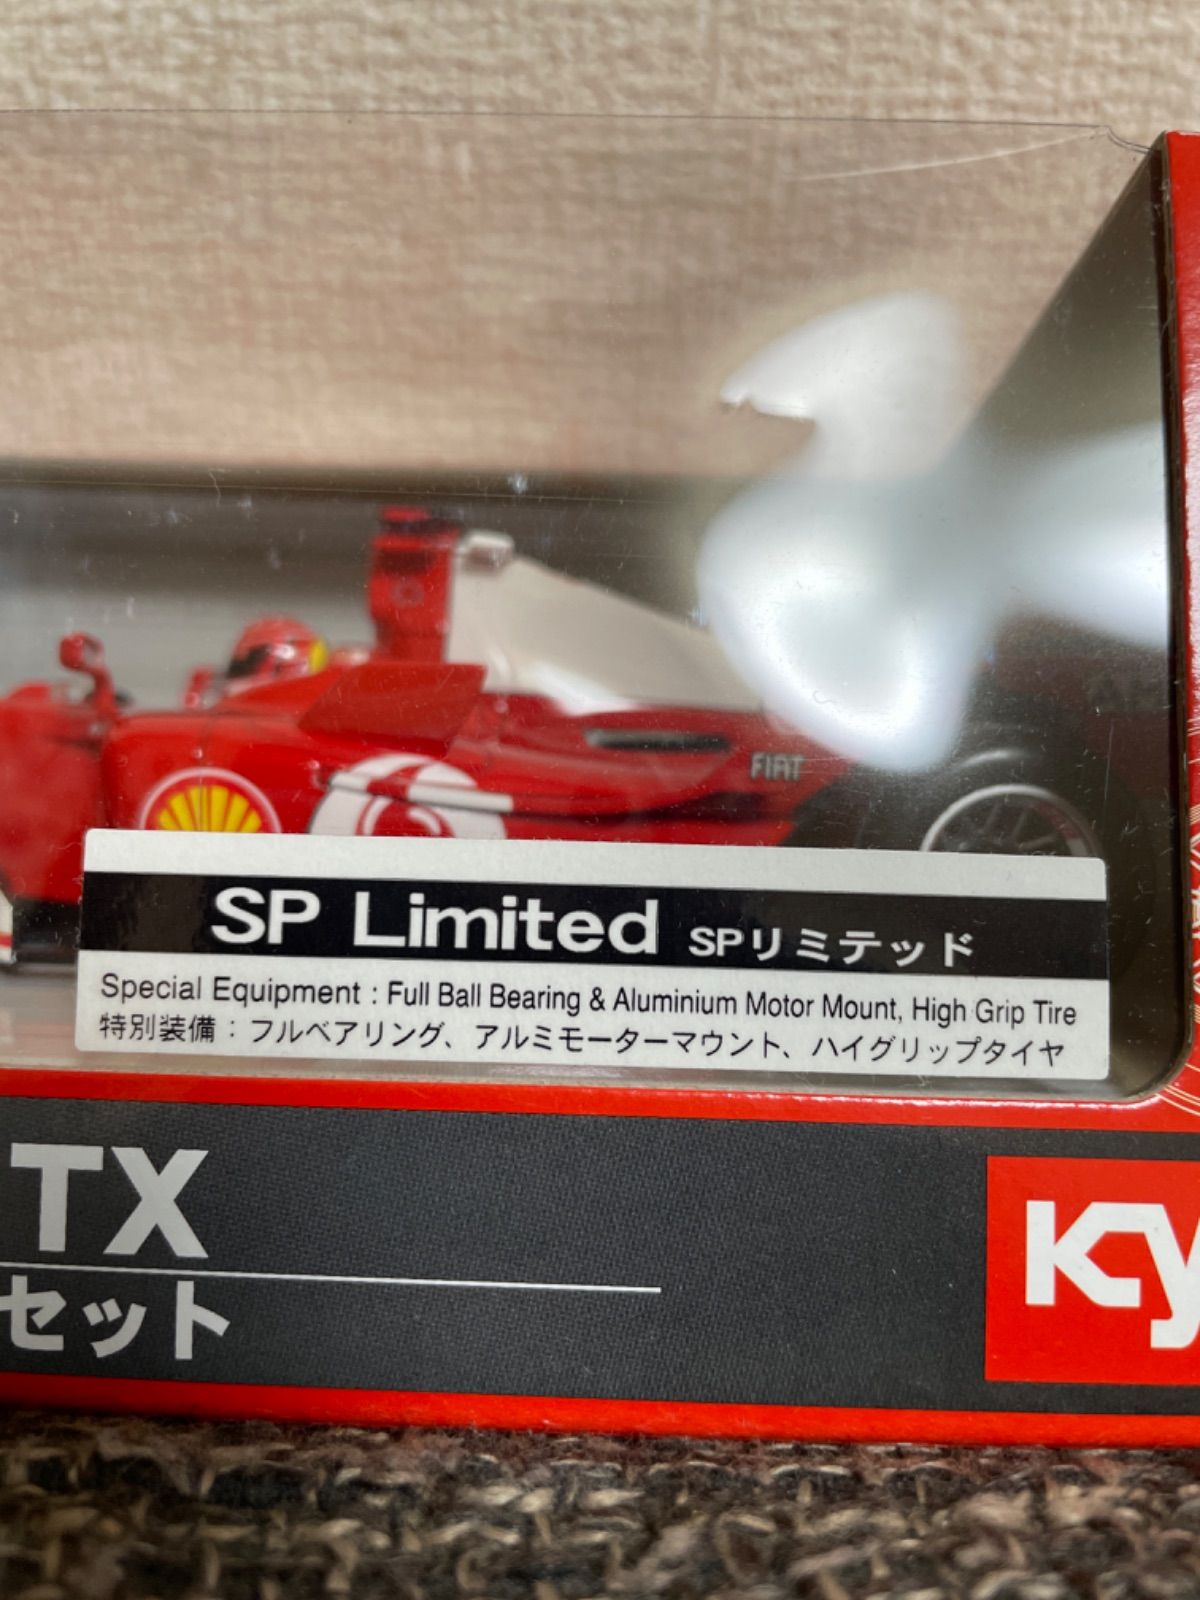 FIAT
SP Limited SPリミテッド
Special Equipment : Full Ball Bearing & Aluminium Motor Mount, High Grip Tire
特別装備：フルベアリング、アルミモーターマウント、ハイグリップタイヤ
TX
セット
Ky